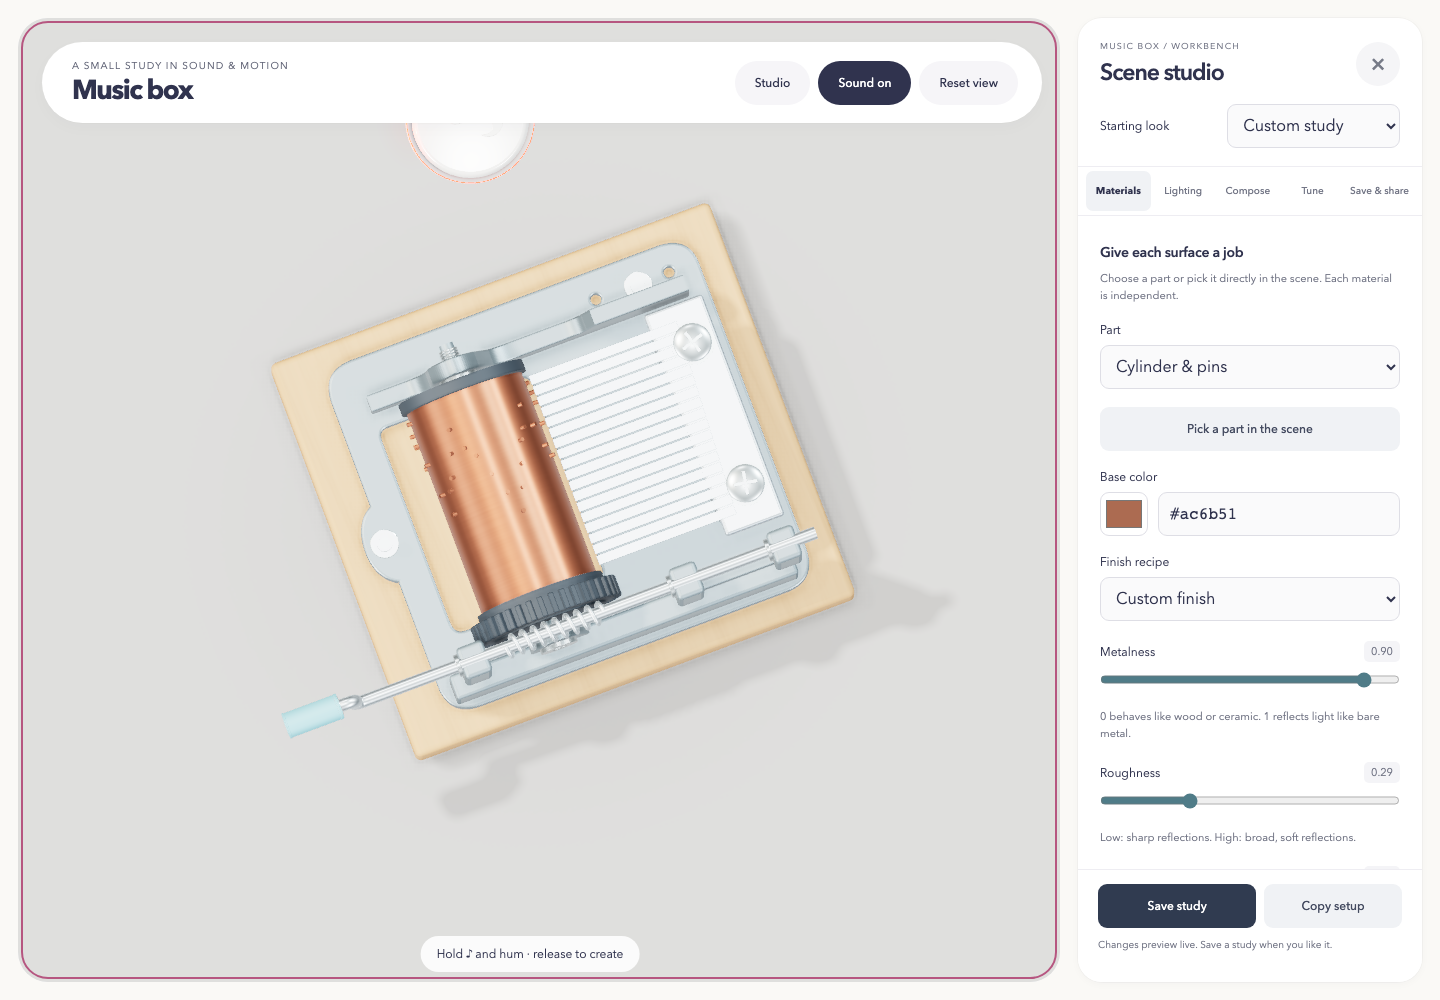 A SMALL STUDY IN SOUND & MOTION
Music box
Studio
Sound on
Reset view
Hold ♪ and hum · release to create
MUSIC BOX / WORKBENCH
Scene studio
Starting look
Custom study
Materials
Lighting
Compose
Tune
Save & share
Give each surface a job
Choose a part or pick it directly in the scene. Each material
is independent.
Part
Cylinder & pins
Pick a part in the scene
Base color
#ac6b51
Finish recipe
Custom finish
Metalness
0.90
0 behaves like wood or ceramic. 1 reflects light like bare
metal.
Roughness
0.29
Low: sharp reflections. High: broad, soft reflections.
Save study
Copy setup
Changes preview live. Save a study when you like it.